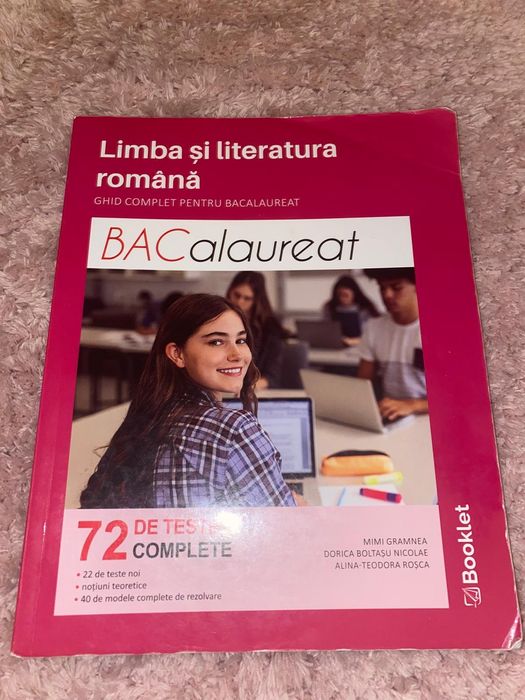 Limba și literatura
română
GHID COMPLET PENTRU BACALAUREAT
BACalaureat
72 DE TESTE
COMPLETE
• 22 de teste noi
• noțiuni teoretice
• 40 de modele complete de rezolvare
MIMI GRAMNEA
DORICA BOLTAȘU NICOLAE
ALINA-TEODORA ROȘCA
Booklet